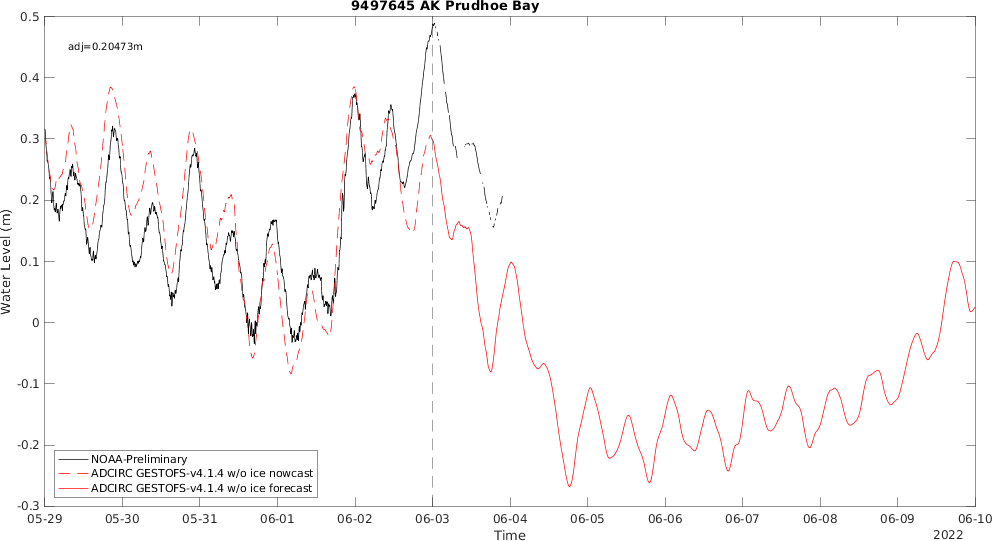 9497645 AK Prudhoe Bay
adj=0.20473m
Water Level (m)
0.5
0.4
0.3
0.2
0.1
0
-0.1
-0.2
-0.3
NOAA-Preliminary
ADCIRC GESTOFS-v4.1.4 w/o ice nowcast
ADCIRC GESTOFS-v4.1.4 w/o ice forecast
05-29 05-30 05-31 06-01 06-02 06-03 06-04 06-05 06-06 06-07 06-08 06-09 06-10
Time
2022